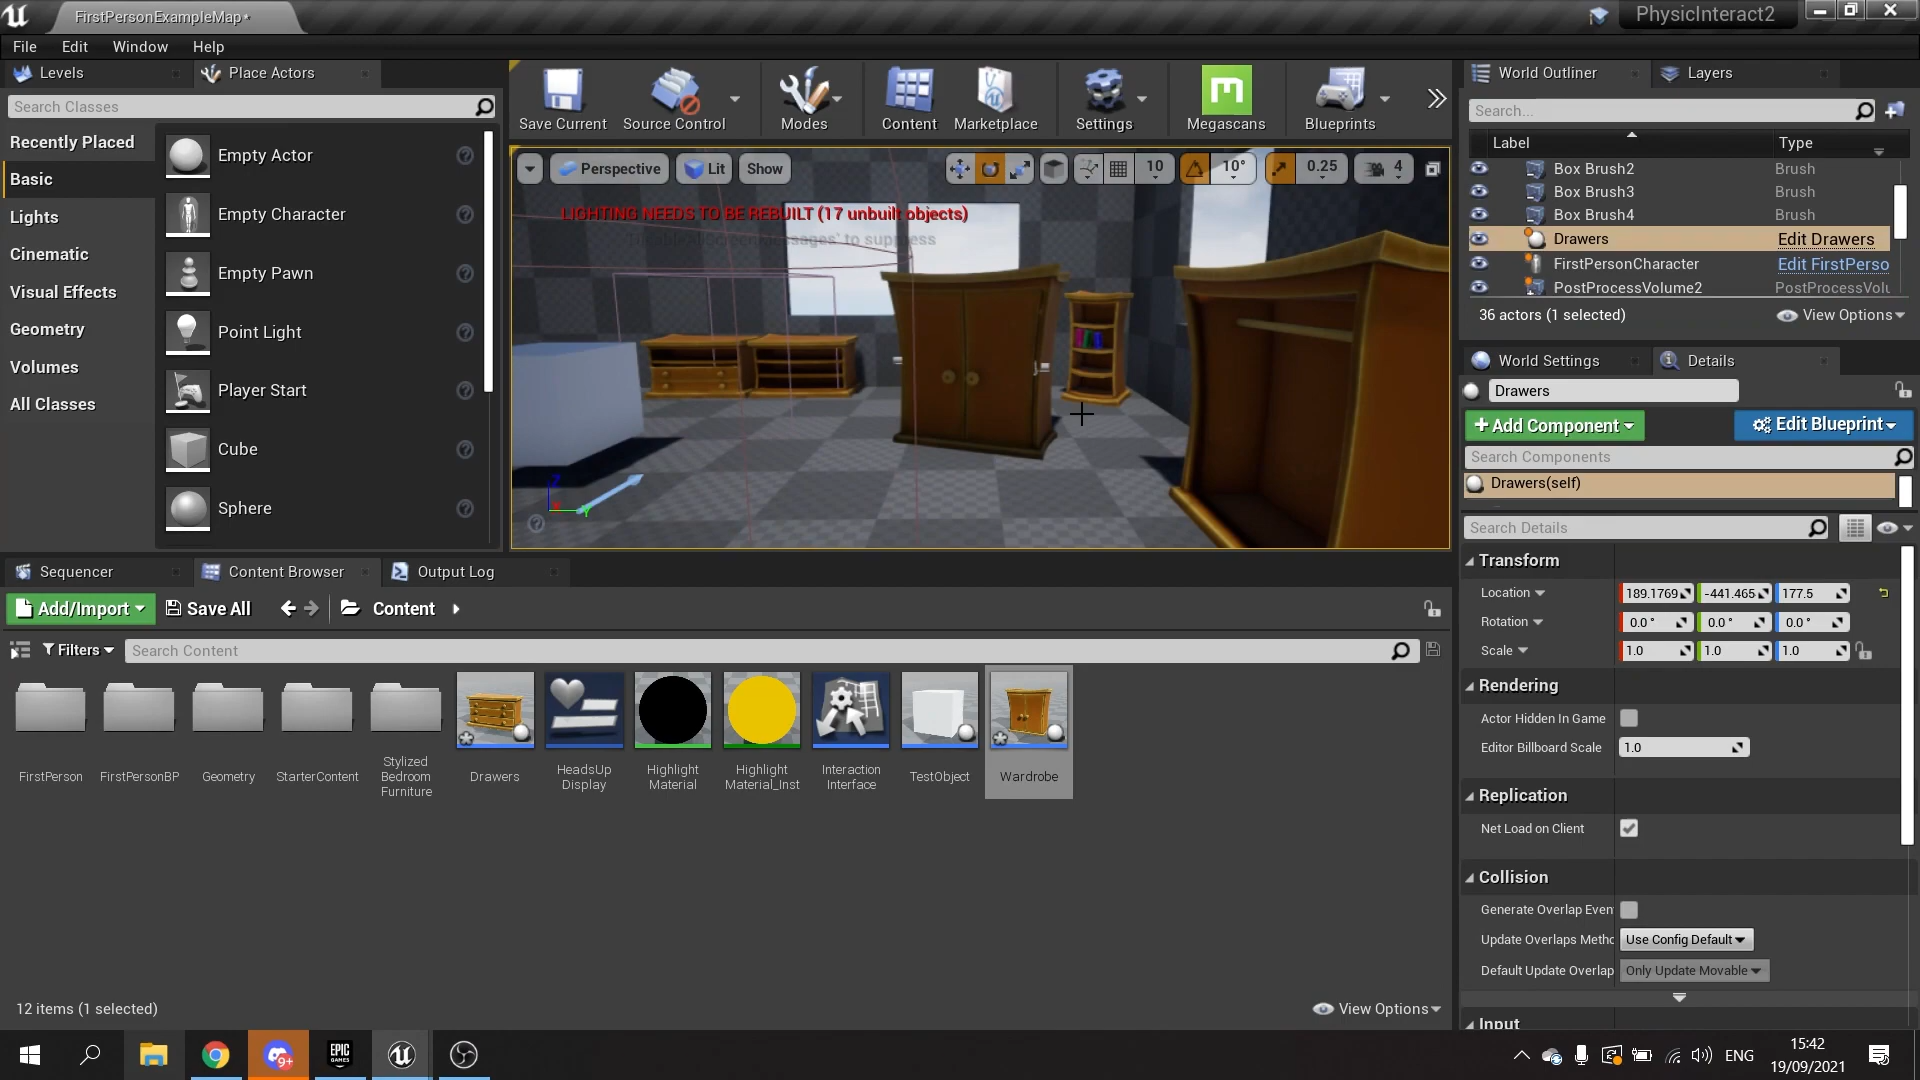 FirstPersonExampleMap*
PhysicInteract2
File Edit Window Help
Levels
Place Actors
Search Classes
Recently Placed
Basic
Lights
Cinematic
Visual Effects
Geometry
Volumes
All Classes
Empty Actor
Empty Character
Empty Pawn
Point Light
Player Start
Cube
Sphere
Save Current
Source Control
Modes
Content
Marketplace
Settings
Megascans
Blueprints
Perspective
Lit
Show
10
10°
0.25
4
LIGHTING NEEDS TO BE REBUILT (17 unbuilt objects)
to suppress
World Outliner
Layers
Search...
Label
Type
Box Brush2 Brush
Box Brush3 Brush
Box Brush4 Brush
Drawers Edit Drawers
FirstPersonCharacter Edit FirstPerso
PostProcessVolume2 PostProcessVolu
36 actors (1 selected)
View Options
World Settings
Details
Drawers
Add Component
Edit Blueprint
Search Components
Drawers(self)
Search Details
Transform
Location 189.1769 -441.465 177.5
Rotation 0.0 ° 0.0 ° 0.0 °
Scale 1.0 1.0 1.0
Rendering
Actor Hidden In Game
Editor Billboard Scale 1.0
Replication
Net Load on Client
Collision
Generate Overlap Even
Update Overlaps Metho Use Config Default
Default Update Overlap Only Update Movable
Input
Sequencer
Content Browser
Output Log
Add/Import
Save All
Content
Filters
Search Content
FirstPerson
FirstPersonBP
Geometry
StarterContent
Stylized
Bedroom
Furniture
Drawers
HeadsUp
Display
Highlight
Material
Highlight
Material_Inst
Interaction
Interface
TestObject
Wardrobe
12 items (1 selected)
View Options
9+
EPIC
GAMES
ENG
15:42
19/09/2021